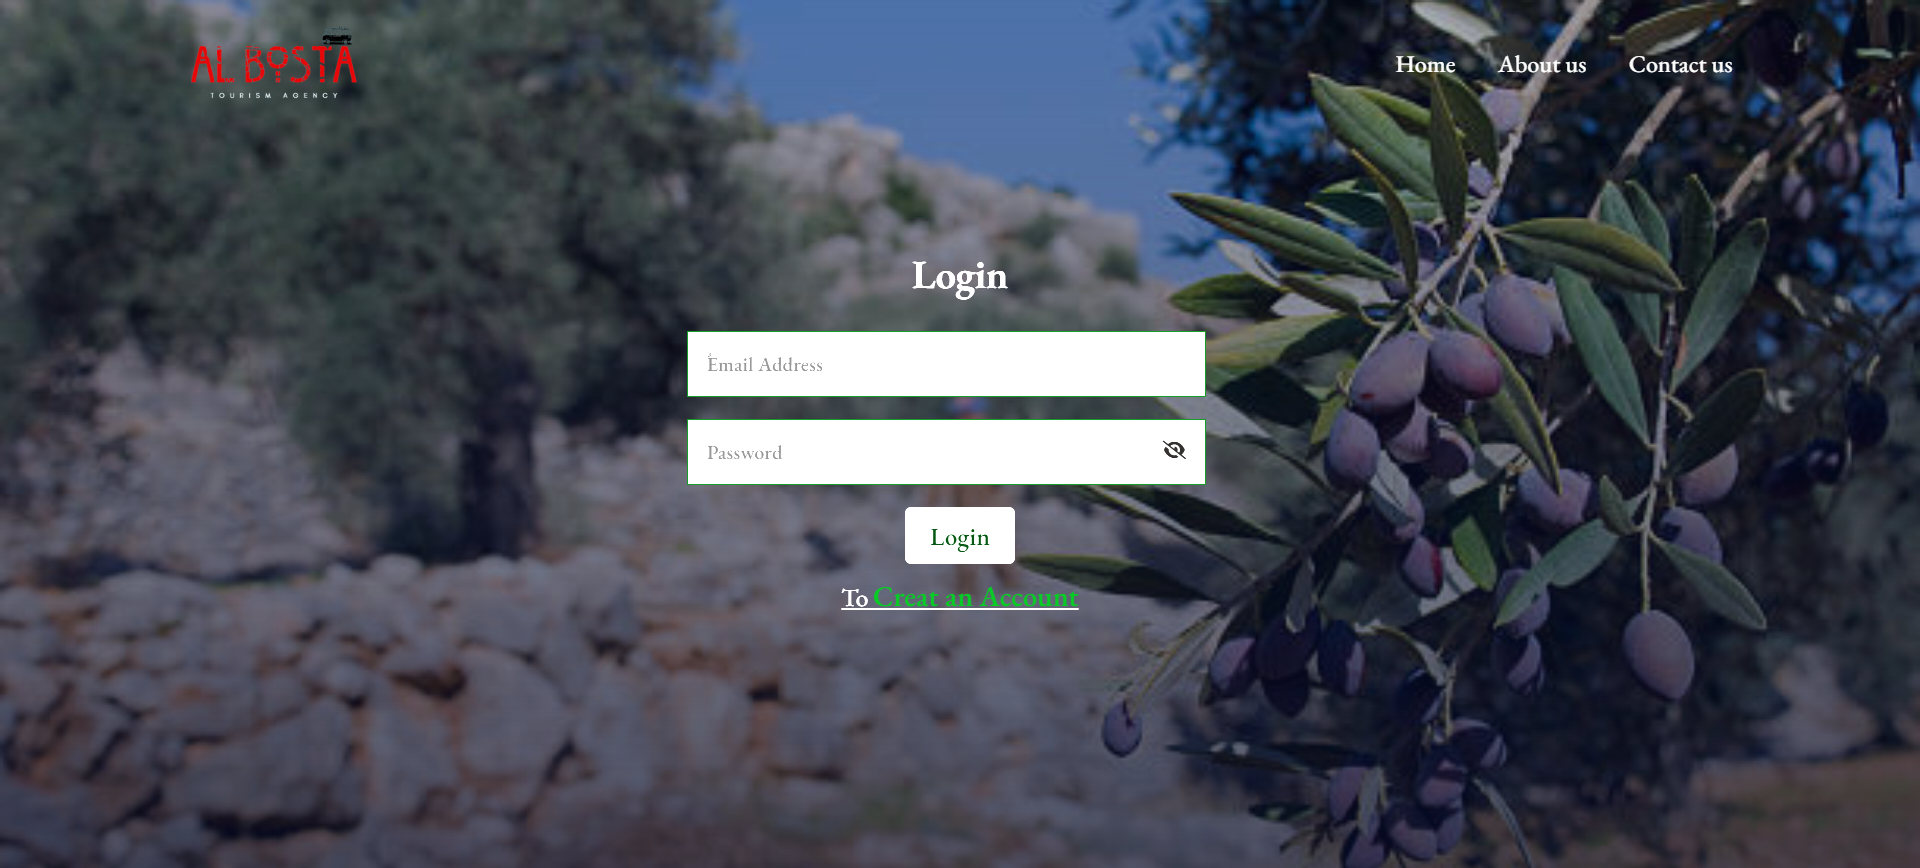 AL BOSTA
TOURISM AGENCY
Home About us Contact us
Login
Email Address
Password
Login
To Creat an Account